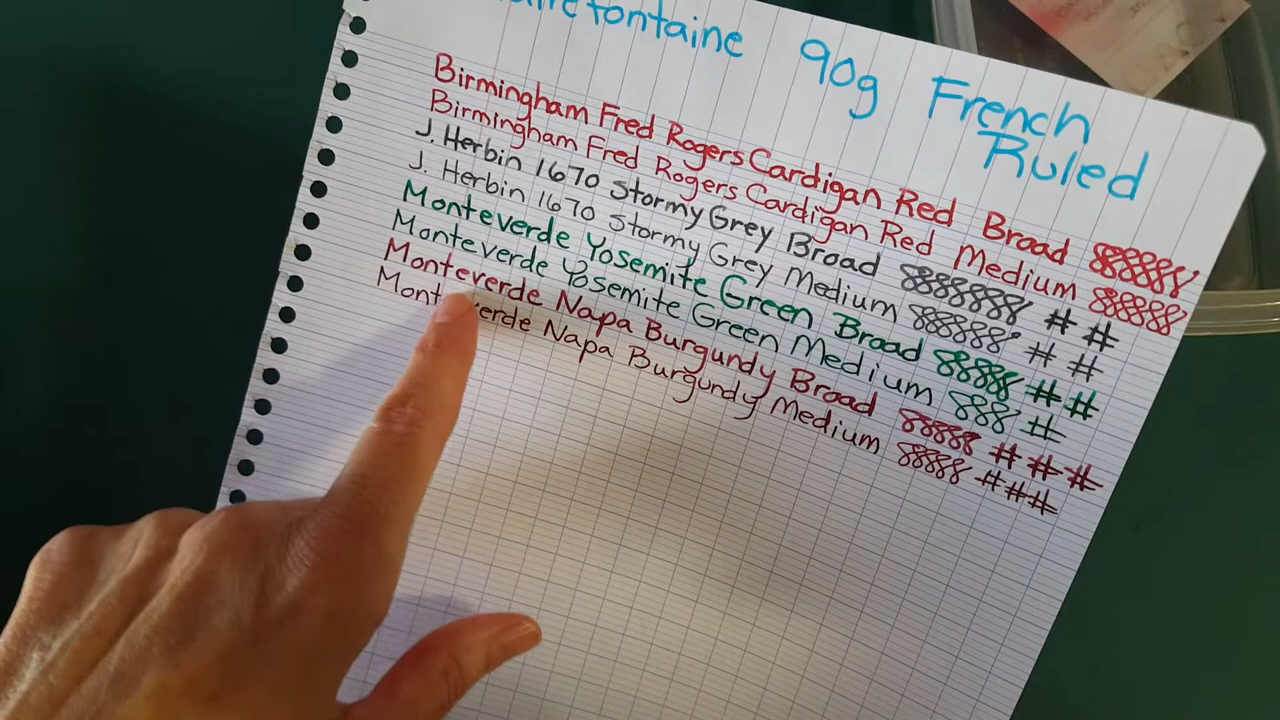 90g French
Ruled
Birmingham Fred Rogers Cardigan Red Broad
Birmingham Fred Rogers Cardigan Red Medium
J. Herbin 1670 Stormy Grey Broad # #
J. Herbin 1670 Stormy Grey Medium # #
Monteverde Yosemite Green Broad # #
Monteverde Yosemite Green Medium #
Monteverde Napa Burgundy Broad # # #
Napa Burgundy Medium # # #